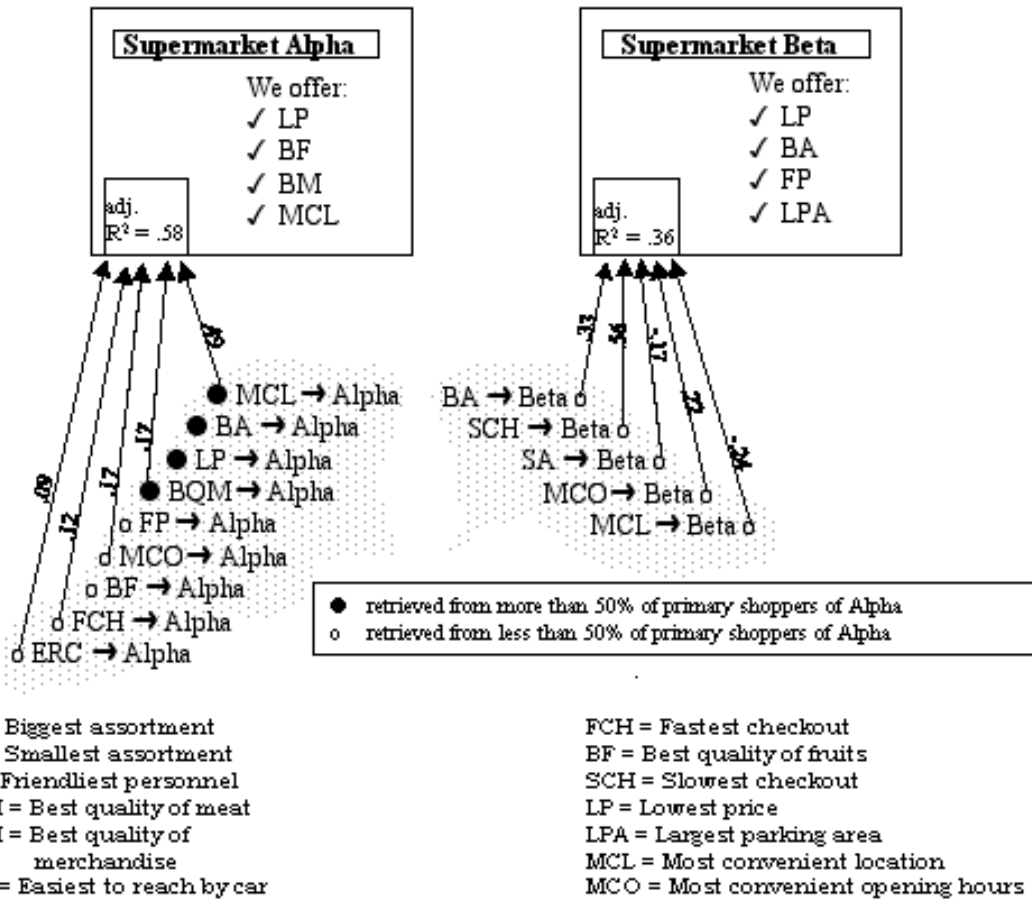 Supermarket Alpha
We offer:
✓ LP
✓ BF
✓ BM
✓ MCL
adj.
R² = .58
Supermarket Beta
We offer:
✓ LP
✓ BA
✓ FP
✓ LPA
adj.
R² = .36
.12
.17
.33
.56
-.17
.22
MCL → Alpha
BA → Alpha
LP → Alpha
BQM → Alpha
FP → Alpha
MCO → Alpha
BF → Alpha
FCH → Alpha
ERC → Alpha
BA → Beta
SCH → Beta
SA → Beta
MCO → Beta
MCL → Beta
● retrieved from more than 50% of primary shoppers of Alpha
o retrieved from less than 50% of primary shoppers of Alpha
Biggest assortment
Smallest assortment
Friendliest personnel
= Best quality of meat
= Best quality of
merchandise
= Easiest to reach by car
FCH = Fastest checkout
BF = Best quality of fruits
SCH = Slowest checkout
LP = Lowest price
LPA = Largest parking area
MCL = Most convenient location
MCO = Most convenient opening hours